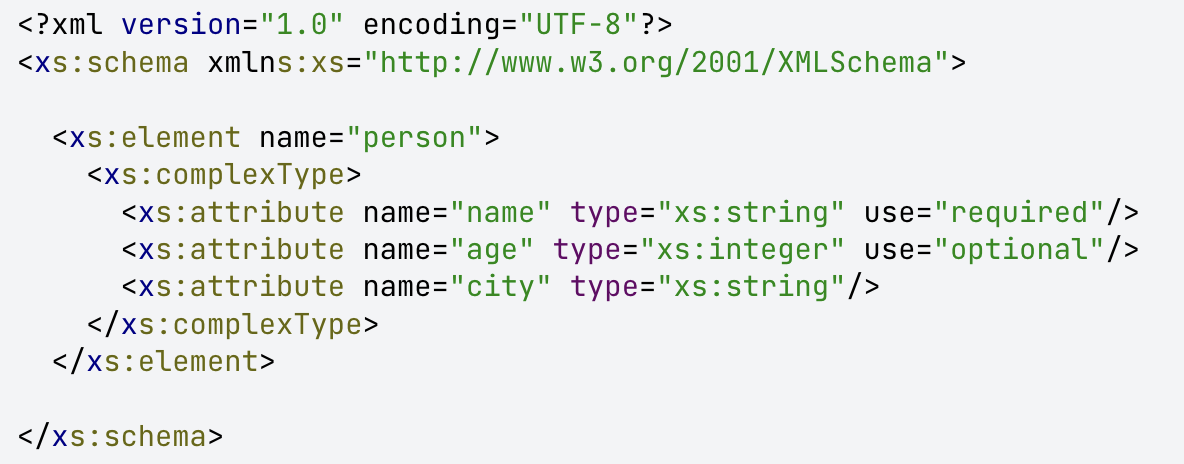 <?xml version="1.0" encoding="UTF-8"?>
<xs:schema xmlns:xs="http://www.w3.org/2001/XMLSchema">
  <xs:element name="person">
    <xs:complexType>
      <xs:attribute name="name" type="xs:string" use="required"/>
      <xs:attribute name="age" type="xs:integer" use="optional"/>
      <xs:attribute name="city" type="xs:string"/>
    </xs:complexType>
  </xs:element>
</xs:schema>